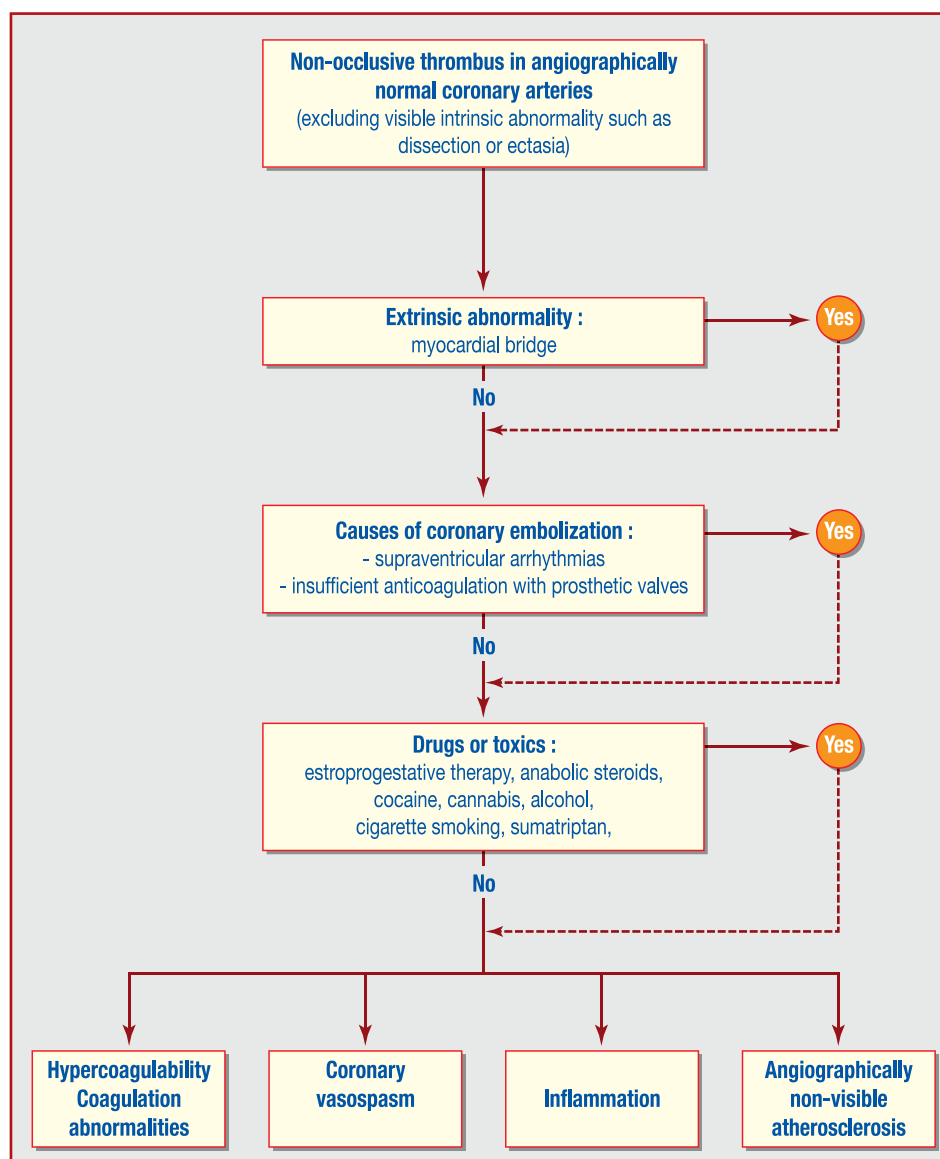 Non-occlusive thrombus in angiographically
normal coronary arteries
(excluding visible intrinsic abnormality such as
dissection or ectasia)
Extrinsic abnormality :
myocardial bridge
Yes
No
Causes of coronary embolization :
- supraventricular arrhythmias
- insufficient anticoagulation with prosthetic valves
Yes
No
Drugs or toxics :
estroprogestative therapy, anabolic steroids,
cocaine, cannabis, alcohol,
cigarette smoking, sumatriptan,
Yes
No
Hypercoagulability
Coagulation
abnormalities
Coronary
vasospasm
Inflammation
Angiographically
non-visible
atherosclerosis